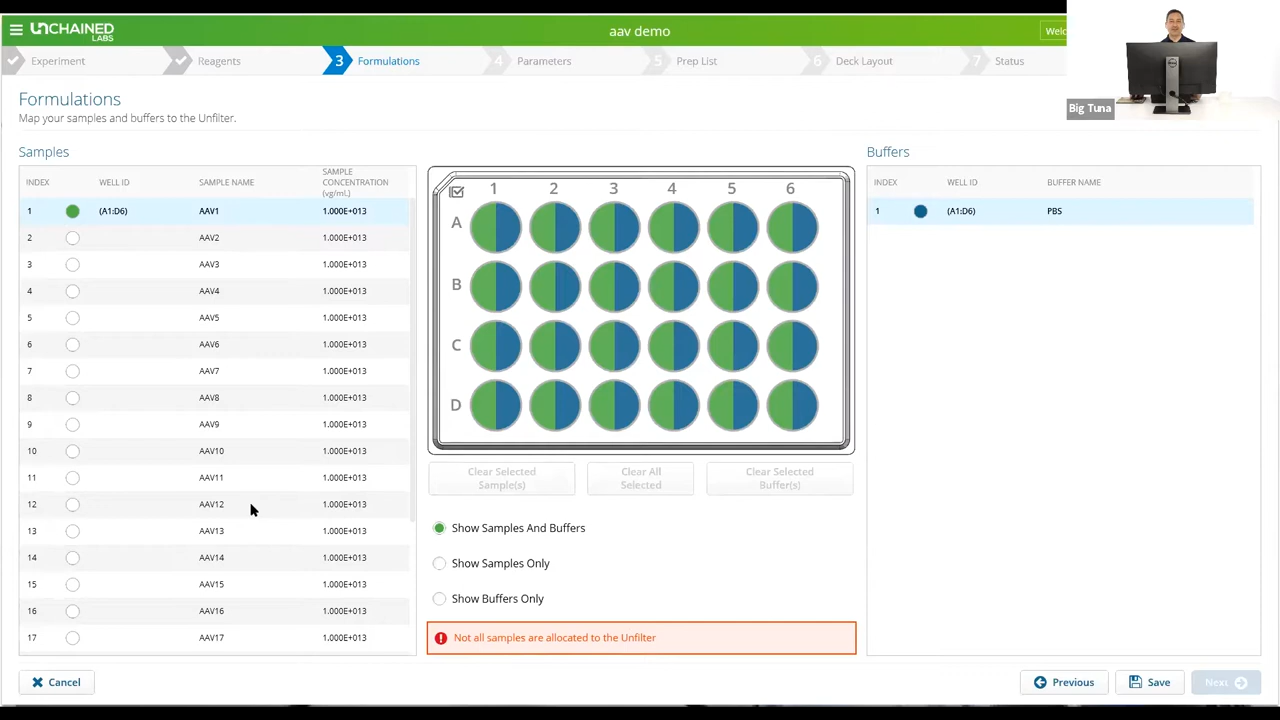 UNCHAINED LABS
aav demo
Welc
Experiment
Reagents
3 Formulations
4 Parameters
5 Prep List
6 Deck Layout
7 Status
Big Tuna
Formulations
Map your samples and buffers to the Unfilter.
Samples
INDEX WELL ID SAMPLE NAME SAMPLE CONCENTRATION (vg/mL)
1 (A1:D6) AAV1 1.000E+013
2 AAV2 1.000E+013
3 AAV3 1.000E+013
4 AAV4 1.000E+013
5 AAV5 1.000E+013
6 AAV6 1.000E+013
7 AAV7 1.000E+013
8 AAV8 1.000E+013
9 AAV9 1.000E+013
10 AAV10 1.000E+013
11 AAV11 1.000E+013
12 AAV12 1.000E+013
13 AAV13 1.000E+013
14 AAV14 1.000E+013
15 AAV15 1.000E+013
16 AAV16 1.000E+013
17 AAV17 1.000E+013
1 2 3 4 5 6
A
B
C
D
Clear Selected Sample(s)
Clear All Selected
Clear Selected Buffer(s)
Show Samples And Buffers
Show Samples Only
Show Buffers Only
Not all samples are allocated to the Unfilter
Buffers
INDEX WELL ID BUFFER NAME
1 (A1:D6) PBS
Cancel
Previous
Save
Next